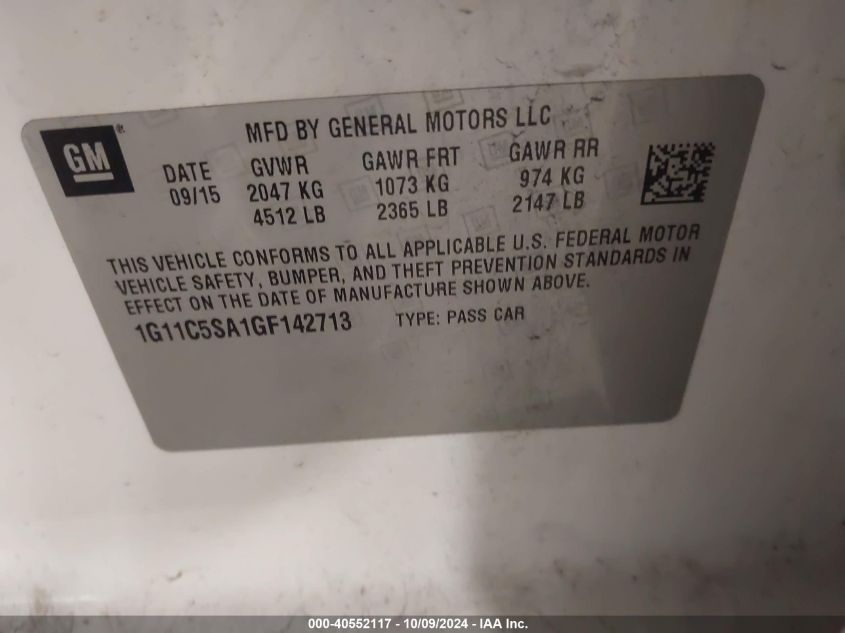 GM
MFD BY GENERAL MOTORS LLC
DATE GVWR GAWR FRT GAWR RR
09/15 2047 KG 1073 KG 974 KG
4512 LB 2365 LB 2147 LB
THIS VEHICLE CONFORMS TO ALL APPLICABLE U.S. FEDERAL MOTOR
VEHICLE SAFETY, BUMPER, AND THEFT PREVENTION STANDARDS IN
EFFECT ON THE DATE OF MANUFACTURE SHOWN ABOVE.
1G11C5SA1GF142713 TYPE: PASS CAR
000-40552117 - 10/09/2024 - IAA Inc.